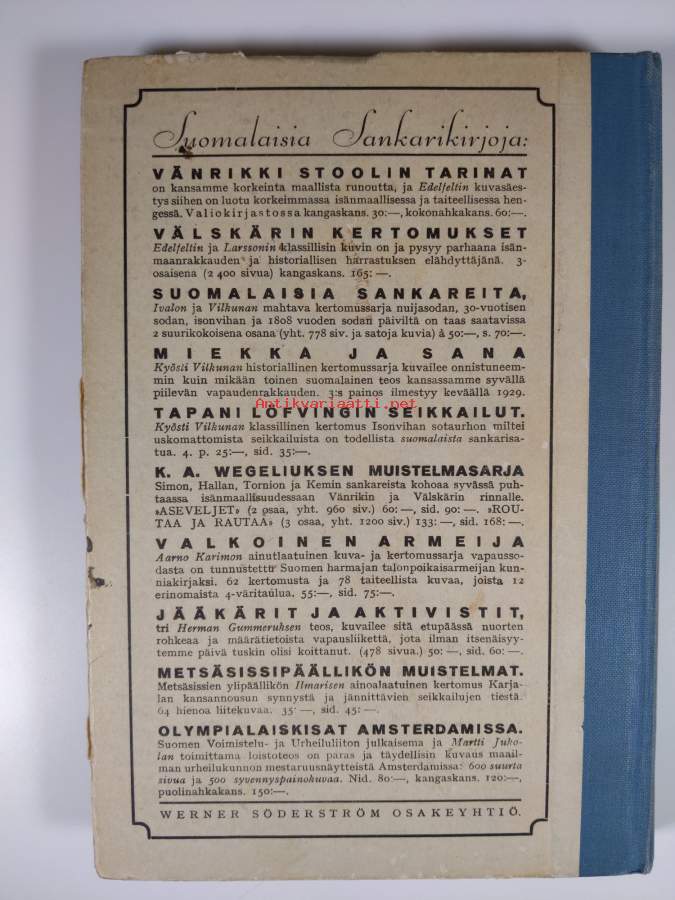 Suomalaisia Sankarikirjoja:
VÄNRIKKI STOOLIN TARINAT
on kansamme korkeinta maallista runoutta, ja Edelfeltin kuvasäes-
tys siihen on luotu korkeimmassa isänmaallisessa ja taiteellisessa hen-
gessä. Valiokirjastossa kangaskans. 30:—, kokonahkakans. 60:—.
VÄLSKÄRIN KERTOMUKSET
Edelfeltin ja Larssonin klassillisin kuvin on ja pysyy parhaana isän-
maanrakkauden ja historiallisen harrastuksen elähdyttäjänä. 3-
osaisena (2 400 sivua) kangaskans. 165: —.
SUOMALAISIA SANKAREITA,
Ivalon ja Vilkunan mahtava kertomussarja nuijasodan, 30-vuotisen
sodan, isonvihan ja 1808 vuoden sodan päiviltä on taas saatavissa
2 suurikokoisena osana (yht. 778 siv. ja satoja kuvia) à 50:—, s. 70:—.
MIEKKA JA SANA
Kyösti Vilkunan historiallinen kertomussarja kuvailee onnistuneem-
min kuin mikään toinen suomalainen teos kansassamme syvällä
piilevän vapaudenrakkauden. 3:s painos ilmestyy keväällä 1929.
Antikvariaatti.net
TAPANI LÖFVINGIN SEIKKAILUT.
Kyösti Vilkunan klassillinen kertomus Isonvihan sotaurhon miltei
uskomattomista seikkailuista on todellista suomalaista sankarisa-
tua. 4. p. 25:—, sid. 35:—.
K. A. WEGELIUKSEN MUISTELMASARJA
Simon, Hallan, Tornion ja Kemin sankareista kohoaa syvässä puh-
taassa isänmaallisuudessaan Vänrikin ja Välskärin rinnalle.
»ASEVELJET» (2 osaa, yht. 960 siv.) 60: —, sid. 90: —. »ROU-
TAA JA RAUTAA» (3 osaa, yht. 1200 siv.) 133: —, sid. 168: —.
VALKOINEN ARMEIJA
Aarno Karimon ainutlaatuinen kuva- ja kertomussarja vapausso-
dasta on tunnustettu Suomen harmajan talonpoikaisarmeijan kun-
niakirjaksi. 62 kertomusta ja 78 taiteellista kuvaa, joista 12
erinomaista 4-väritaulua. 55:—, sid. 75:—.
JÄÄKÄRIT JA AKTIVISTIT,
tri Herman Gummeruksen teos, kuvailee sitä etupäässä nuorten
rohkeaa ja määrätietoista vapausliikettä, jota ilman itsenäisyy-
temme päivä tuskin olisi koittanut. (478 sivua.) 50: —, sid. 60: —.
METSÄSISSIPÄÄLLIKÖN MUISTELMAT.
Metsäsissien ylipäällikön Ilmarisen ainoalaatuinen kertomus Karja-
lan kansannousun synnystä ja jännittävien seikkailujen tiestä.
64 hienoa liitekuvaa. 35: —, sid. 45: —.
OLYMPIALAISKISAT AMSTERDAMISSA.
Suomen Voimistelu- ja Urheiluliiton julkaisema ja Martti Juko-
lan toimittama loistoteos on paras ja täydellisin kuvaus maail-
man urheilukunnon mestaruusnäytteistä Amsterdamissa: 600 suurta
sivua ja 500 syvennyspainokuvaa. Nid. 80:—, kangaskans. 120:—,
puolinahkakans. 150:—.
WERNER SÖDERSTRÖM OSAKEYHTIÖ.